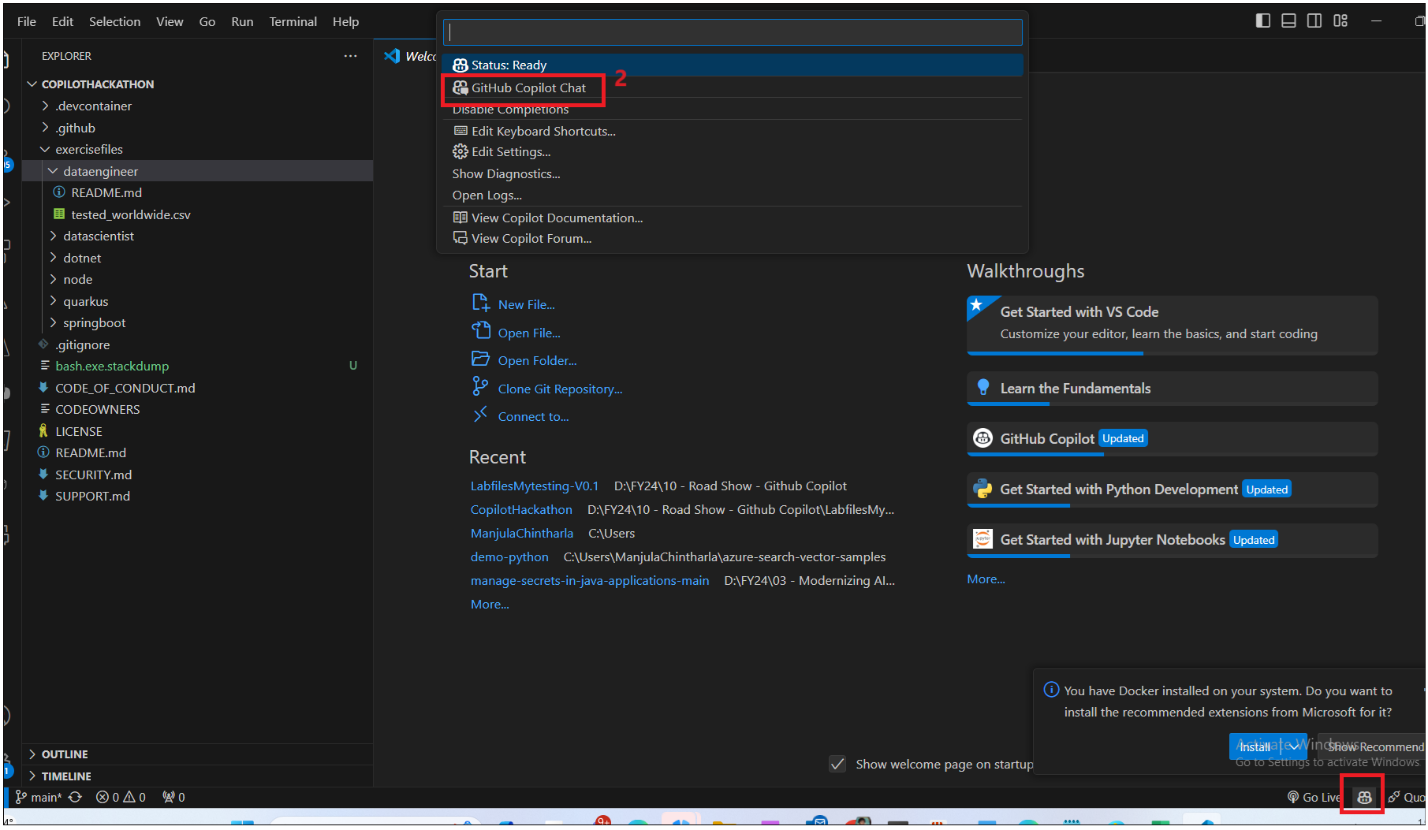 File Edit Selection View Go Run Terminal Help
EXPLORER
COPILOTHACKATHON
.devcontainer
.github
exercisefiles
dataengineer
README.md
tested_worldwide.csv
datascientist
dotnet
node
quarkus
springboot
.gitignore
bash.exe.stackdump U
CODE_OF_CONDUCT.md
CODEOWNERS
LICENSE
README.md
SECURITY.md
SUPPORT.md
OUTLINE
TIMELINE
Status: Ready
GitHub Copilot Chat 2
Disable Completions
Edit Keyboard Shortcuts...
Edit Settings...
Show Diagnostics...
Open Logs...
View Copilot Documentation...
View Copilot Forum...
Start
New File...
Open File...
Open Folder...
Clone Git Repository...
Connect to...
Recent
LabfilesMytesting-V0.1 D:\FY24\10 - Road Show - Github Copilot
CopilotHackathon D:\FY24\10 - Road Show - Github Copilot\LabfilesMy...
ManjulaChintharla C:\Users
demo-python C:\Users\ManjulaChintharla\azure-search-vector-samples
manage-secrets-in-java-applications-main D:\FY24\03 - Modernizing AI...
More...
Walkthroughs
Get Started with VS Code
Customize your editor, learn the basics, and start coding
Learn the Fundamentals
GitHub Copilot Updated
Get Started with Python Development Updated
Get Started with Jupyter Notebooks Updated
More...
You have Docker installed on your system. Do you want to
install the recommended extensions from Microsoft for it?
Install Show Recommend
Activate Windows
Go to Settings to activate Windows.
Show welcome page on startup
main* 0 0 0 Go Live Quo